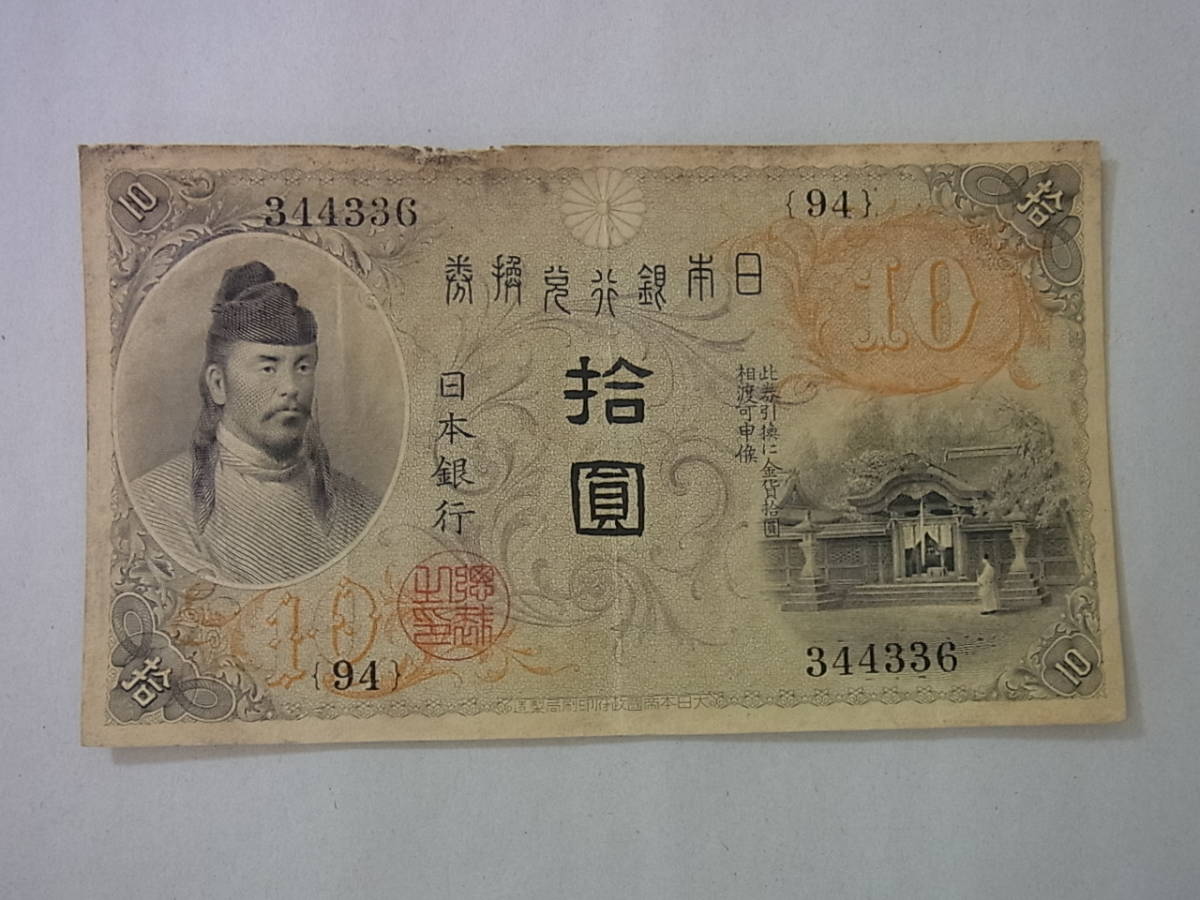 10
344336
{94}
拾
日本銀行兌換券
10
拾圓
日本銀行
此券引換に金貨拾圓
相渡可申候
10
{94}
344336
拾
10
大日本帝國政府印刷局製造